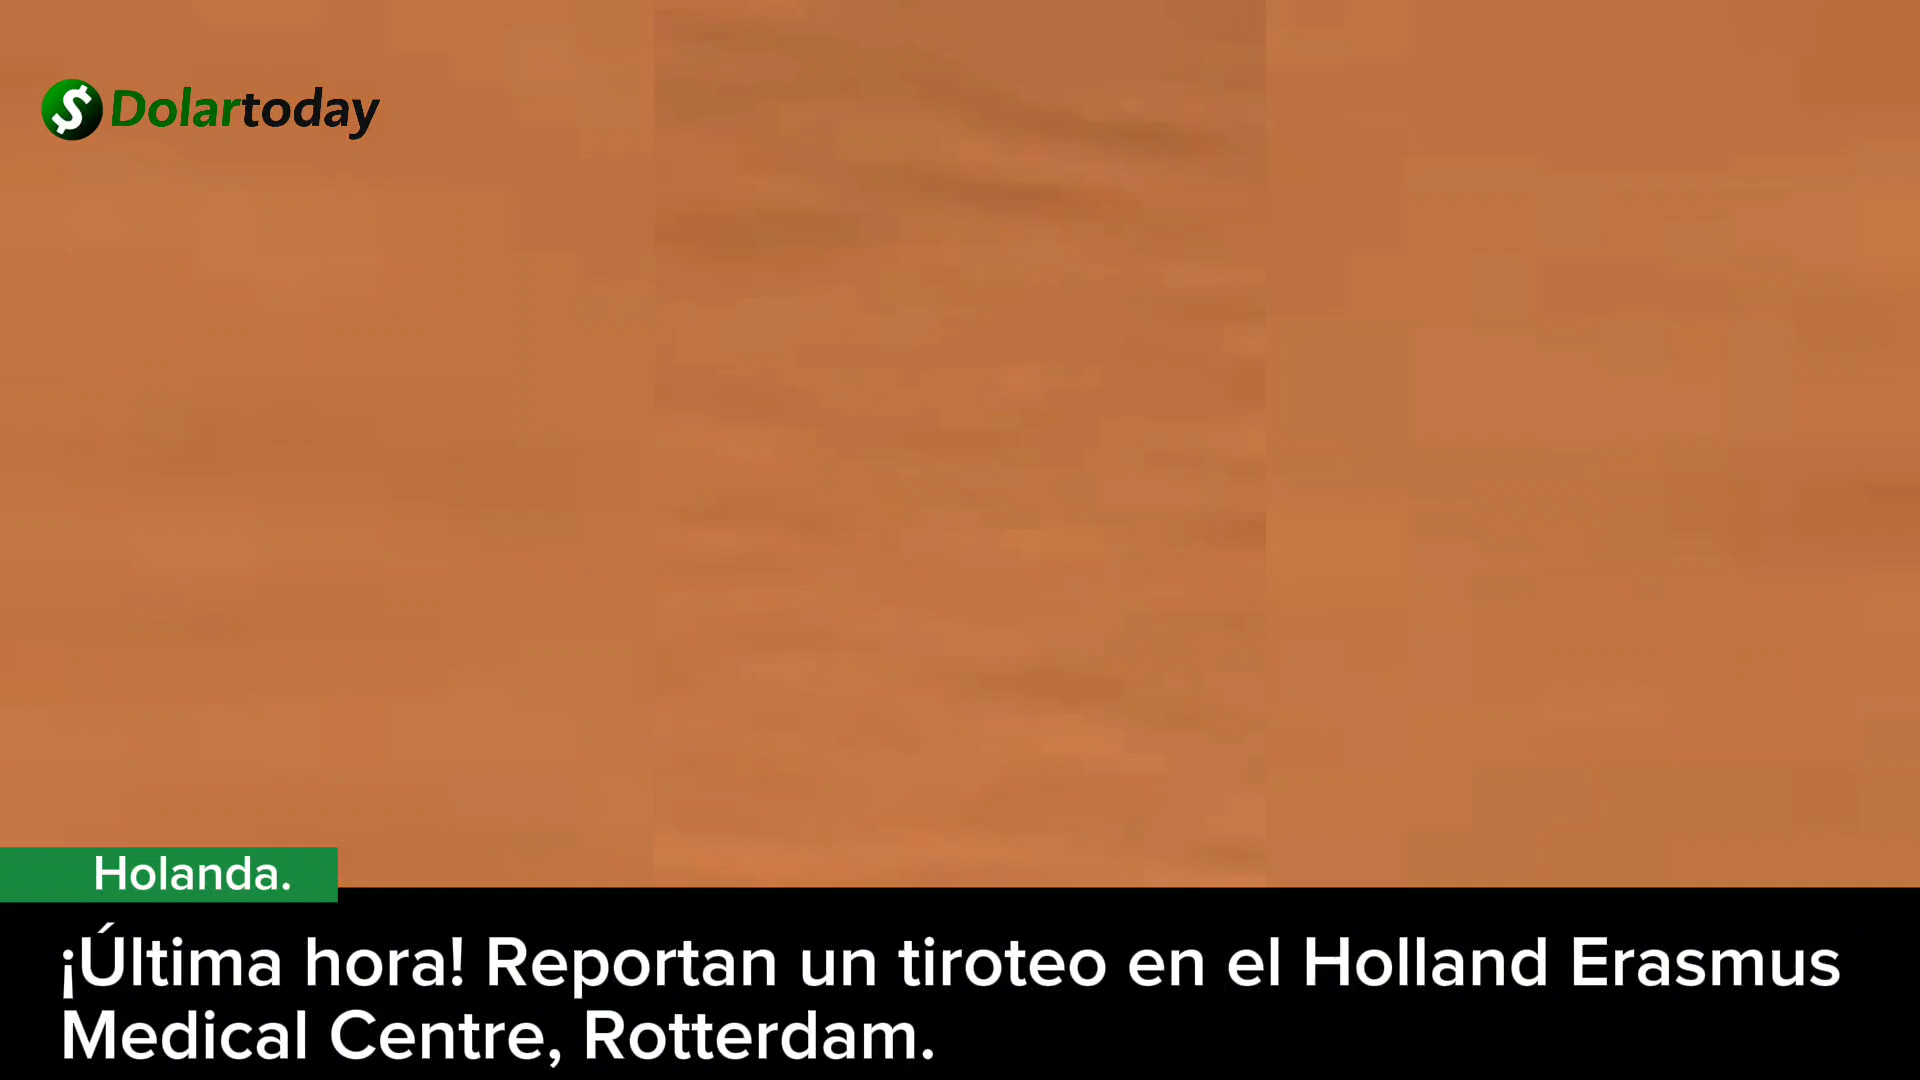 Dolartoday
Holanda.
¡Última hora! Reportan un tiroteo en el Holland Erasmus
Medical Centre, Rotterdam.